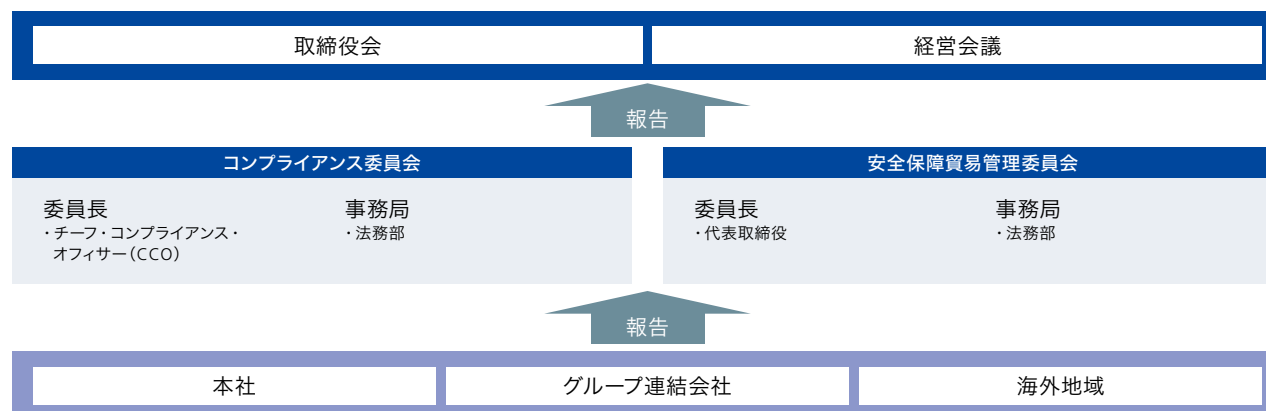 取締役会
経営会議
報告
コンプライアンス委員会
委員長
・チーフ・コンプライアンス・
オフィサー（CCO）
事務局
・法務部
安全保障貿易管理委員会
委員長
・代表取締役
事務局
・法務部
報告
本社
グループ連結会社
海外地域